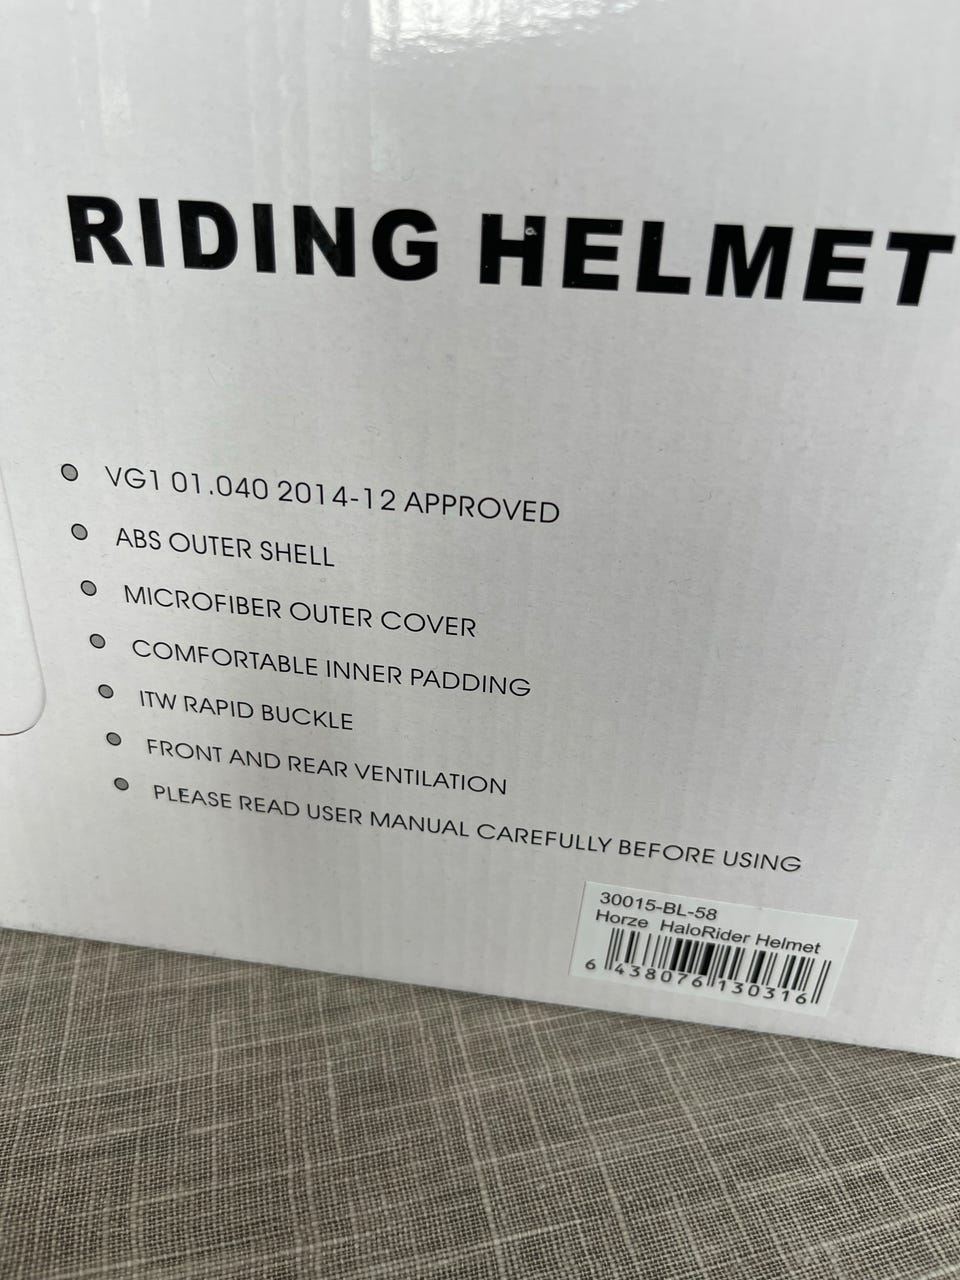 RIDING HELMET
VG1 01.040 2014-12 APPROVED
ABS OUTER SHELL
MICROFIBER OUTER COVER
COMFORTABLE INNER PADDING
ITW RAPID BUCKLE
FRONT AND REAR VENTILATION
PLEASE READ USER MANUAL CAREFULLY BEFORE USING
30015-BL-58
Horze HaloRider Helmet
6 438076 130316